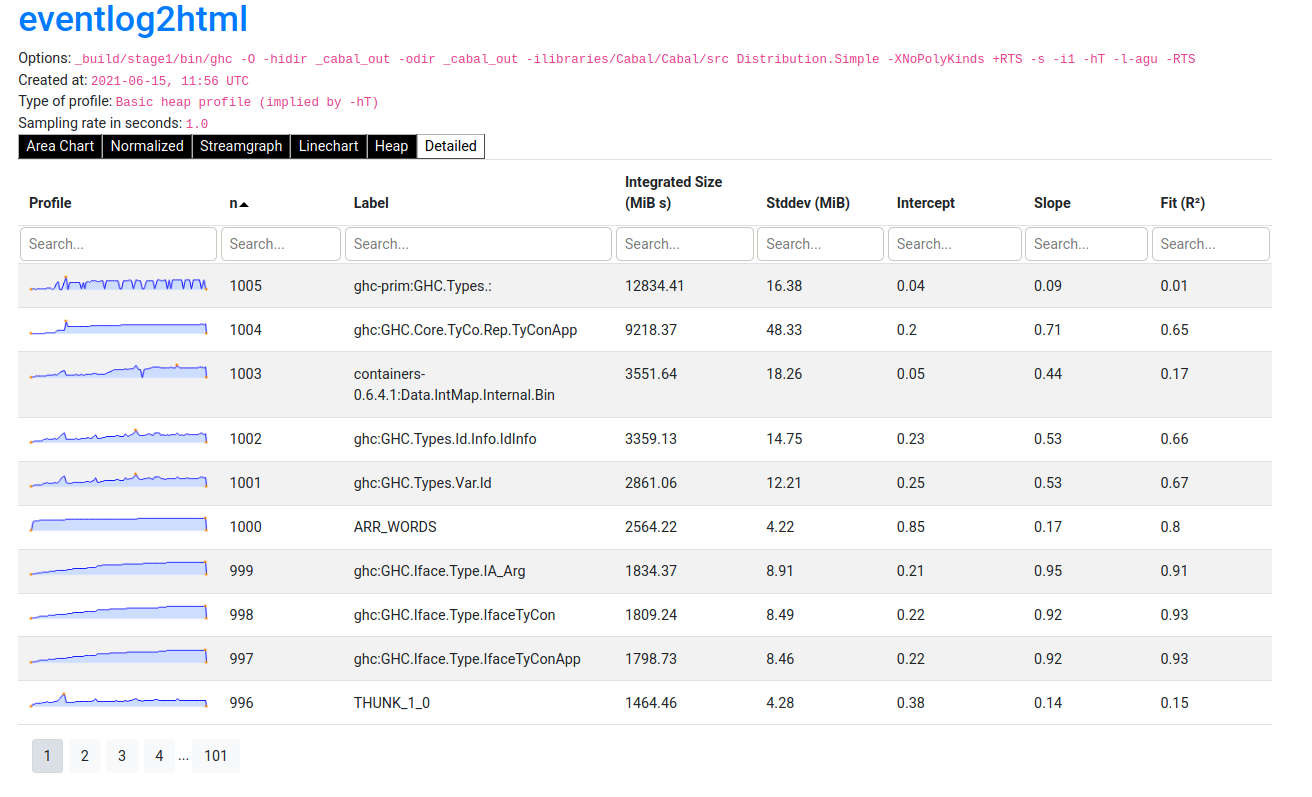 eventlog2html
Options: _build/stage1/bin/ghc -O -hidir _cabal_out -odir _cabal_out -ilibraries/Cabal/Cabal/src Distribution.Simple -XNoPolyKinds +RTS -s -i1 -hT -l-agu -RTS
Created at: 2021-06-15, 11:56 UTC
Type of profile: Basic heap profile (implied by -hT)
Sampling rate in seconds: 1.0
Area Chart Normalized Streamgraph Linechart Heap Detailed
Profile n Label Integrated Size (MiB s) Stddev (MiB) Intercept Slope Fit (R²)
Search... Search... Search... Search... Search... Search... Search... Search...
1005 ghc-prim:GHC.Types.: 12834.41 16.38 0.04 0.09 0.01
1004 ghc:GHC.Core.TyCo.Rep.TyConApp 9218.37 48.33 0.2 0.71 0.65
1003 containers-0.6.4.1:Data.IntMap.Internal.Bin 3551.64 18.26 0.05 0.44 0.17
1002 ghc:GHC.Types.Id.Info.IdInfo 3359.13 14.75 0.23 0.53 0.66
1001 ghc:GHC.Types.Var.Id 2861.06 12.21 0.25 0.53 0.67
1000 ARR_WORDS 2564.22 4.22 0.85 0.17 0.8
999 ghc:GHC.Iface.Type.IA_Arg 1834.37 8.91 0.21 0.95 0.91
998 ghc:GHC.Iface.Type.IfaceTyCon 1809.24 8.49 0.22 0.92 0.93
997 ghc:GHC.Iface.Type.IfaceTyConApp 1798.73 8.46 0.22 0.92 0.93
996 THUNK_1_0 1464.46 4.28 0.38 0.14 0.15
1 2 3 4 ... 101